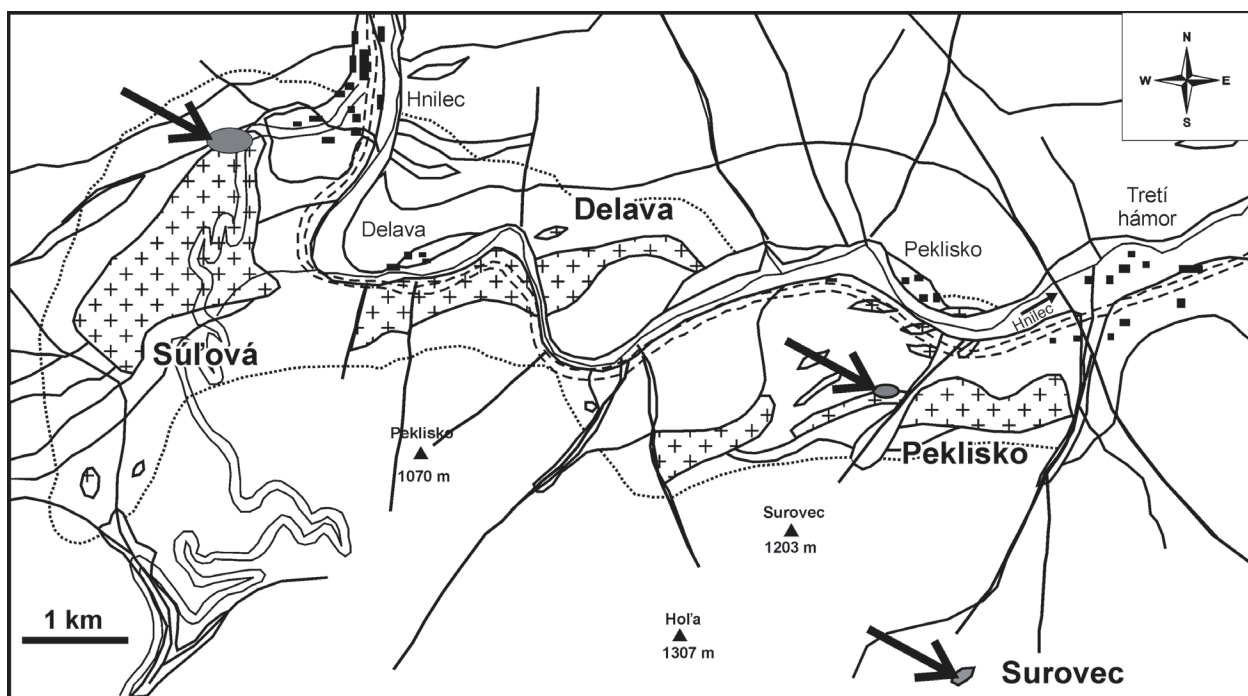 N
W E
S
Hnilec
Delava
Delava
Tretí
hámor
Peklisko
Hnilec
Súľová
Peklisko
1070 m
Peklisko
Surovec
1203 m
1 km
Hoľa
1307 m
Surovec